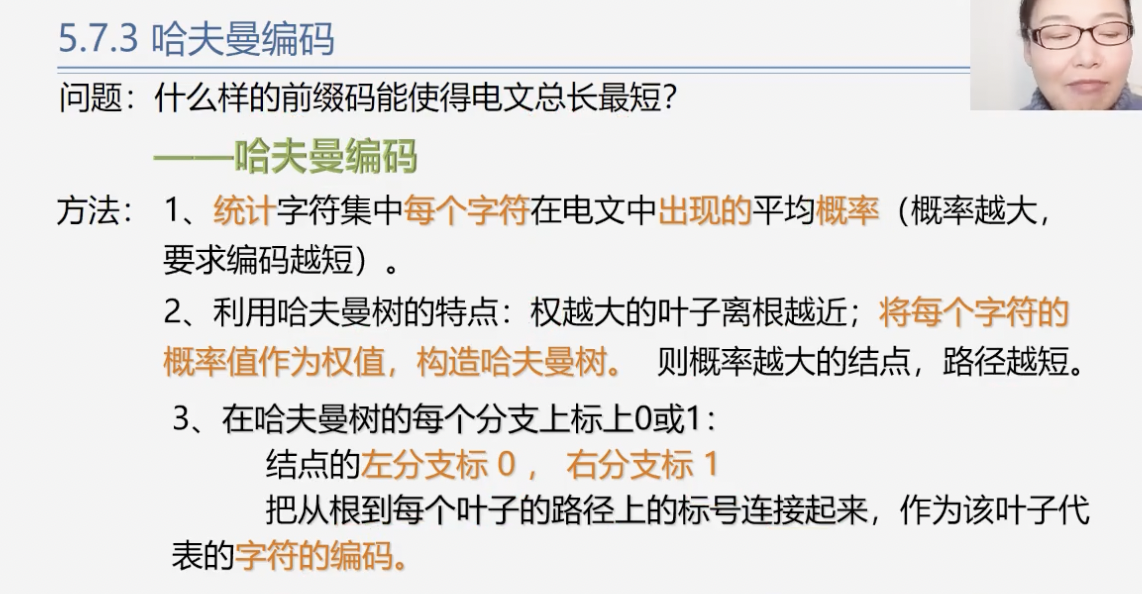 5.7.3 哈夫曼编码
问题：什么样的前缀码能使得电文总长最短？
——哈夫曼编码
方法： 1、统计字符集中每个字符在电文中出现的平均概率（概率越大，
要求编码越短）。
2、利用哈夫曼树的特点：权越大的叶子离根越近；将每个字符的
概率值作为权值，构造哈夫曼树。 则概率越大的结点，路径越短。
3、在哈夫曼树的每个分支上标上0或1：
结点的左分支标 0 ， 右分支标 1
把从根到每个叶子的路径上的标号连接起来，作为该叶子代
表的字符的编码。